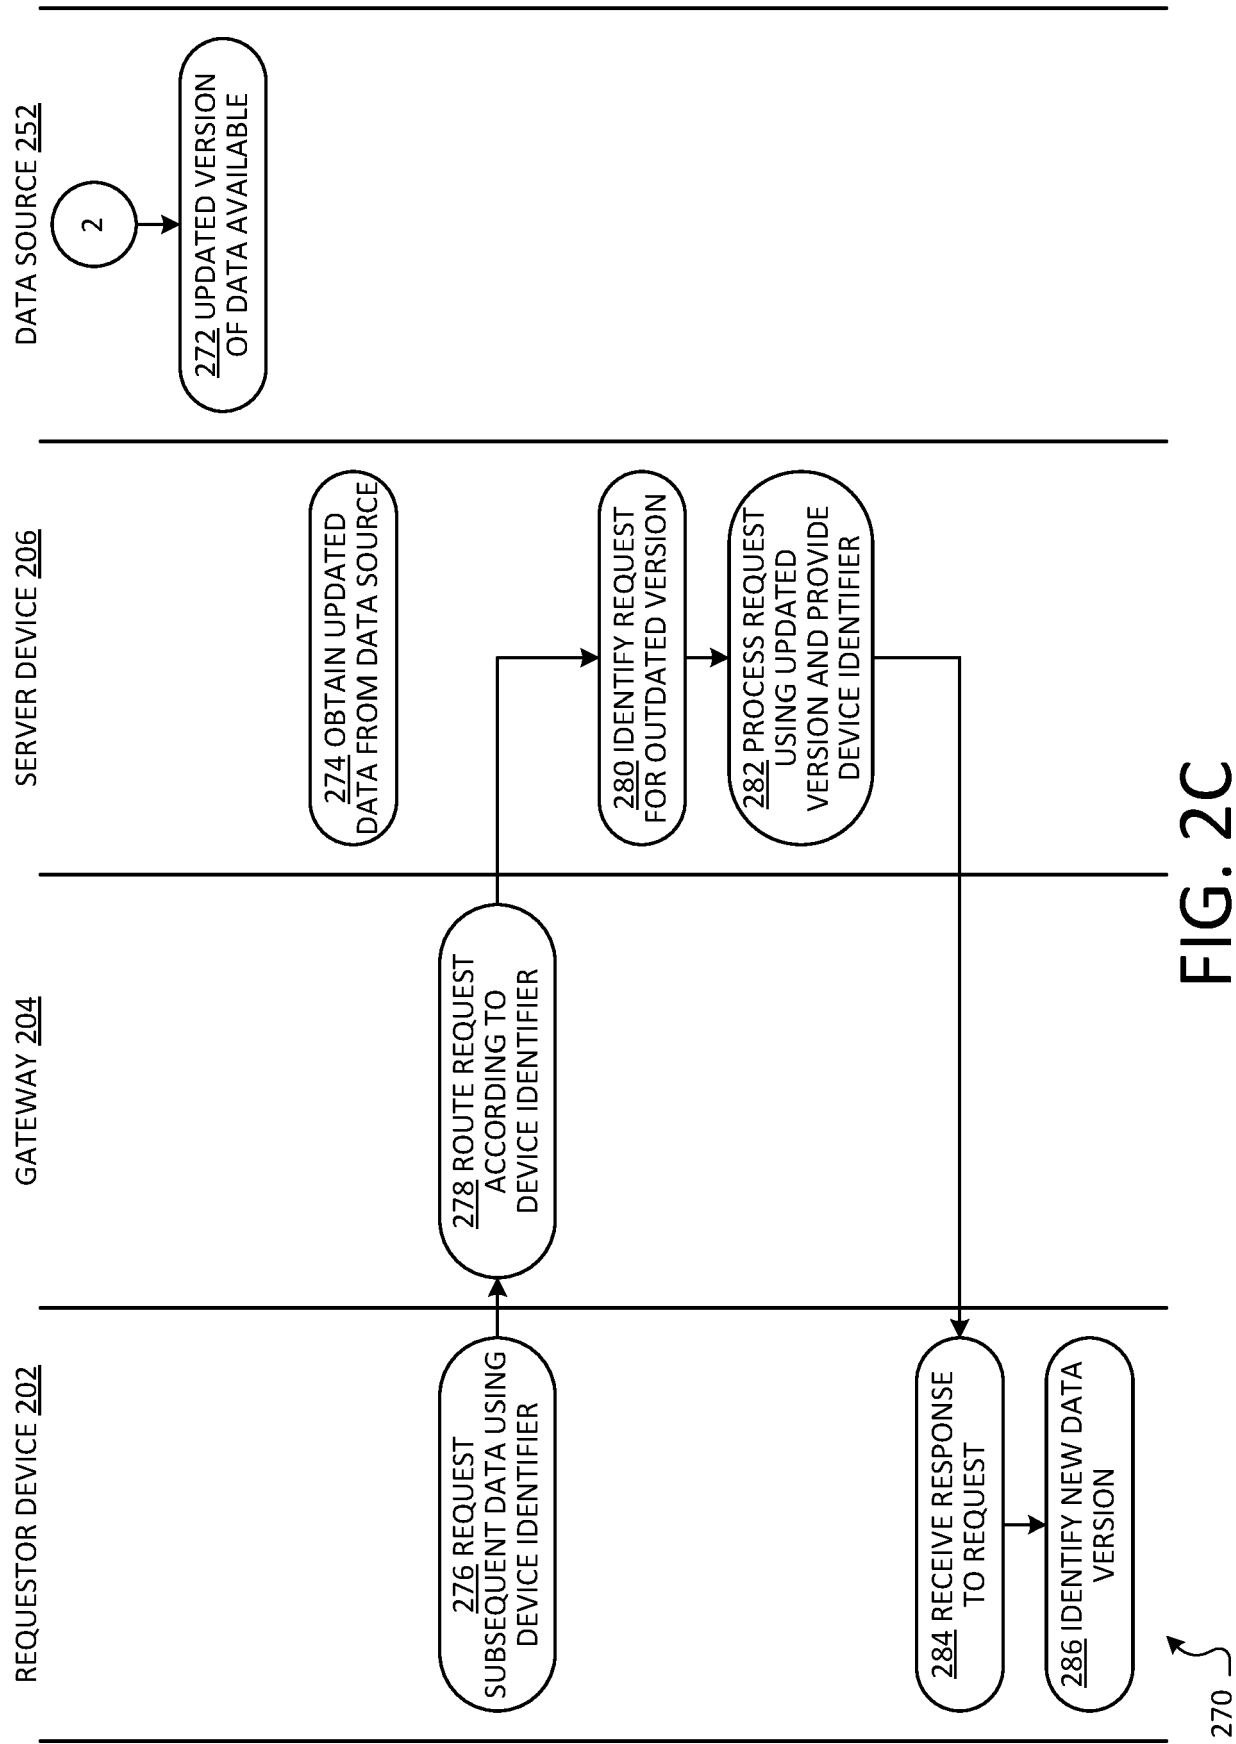 REQUESTOR DEVICE 202
GATEWAY 204
SERVER DEVICE 206
DATA SOURCE 252
2
272 UPDATED VERSION
OF DATA AVAILABLE
274 OBTAIN UPDATED
DATA FROM DATA SOURCE
276 REQUEST
SUBSEQUENT DATA USING
DEVICE IDENTIFIER
278 ROUTE REQUEST
ACCORDING TO
DEVICE IDENTIFIER
280 IDENTIFY REQUEST
FOR OUTDATED VERSION
282 PROCESS REQUEST
USING UPDATED
VERSION AND PROVIDE
DEVICE IDENTIFIER
284 RECEIVE RESPONSE
TO REQUEST
286 IDENTIFY NEW DATA
VERSION
270
FIG. 2C